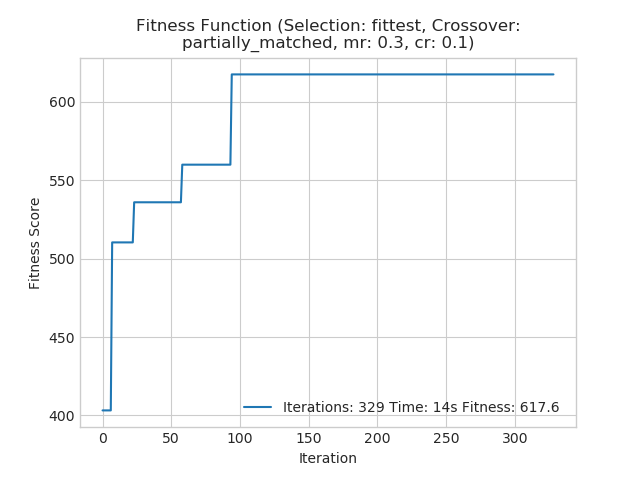 Fitness Function (Selection: fittest, Crossover:
partially_matched, mr: 0.3, cr: 0.1)
Fitness Score
600
550
500
450
400
Iterations: 329 Time: 14s Fitness: 617.6
0 50 100 150 200 250 300
Iteration